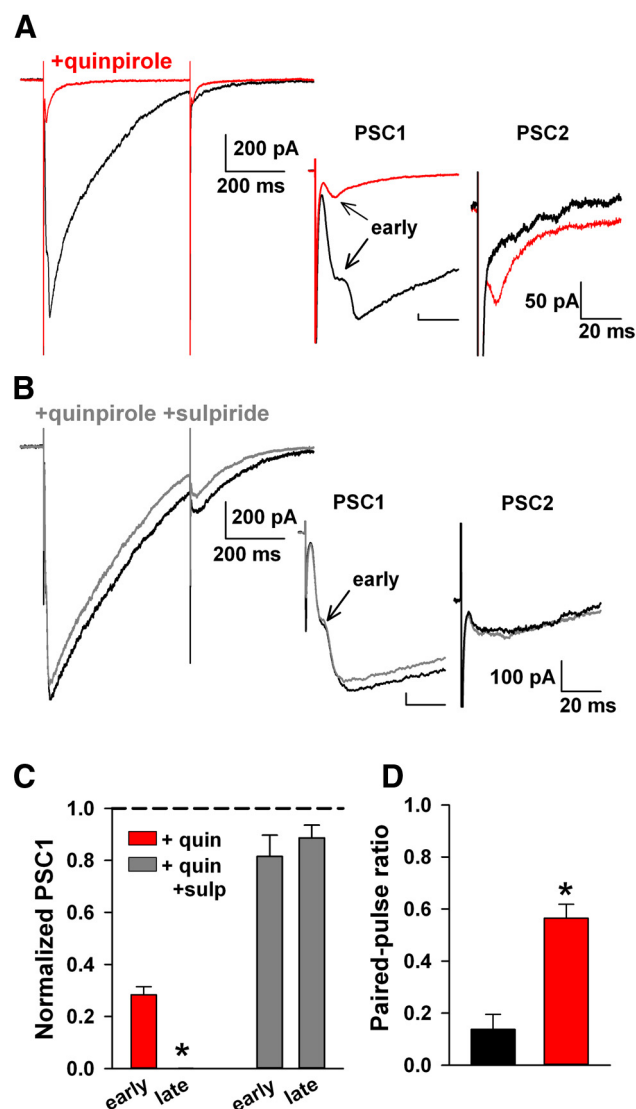 A
+quinpirole
200 pA
200 ms
PSC1
PSC2
early
50 pA
20 ms
B
+quinpirole +sulpiride
200 pA
200 ms
PSC1
PSC2
early
100 pA
20 ms
C
Normalized PSC1
1.0
0.8
0.6
0.4
0.2
0.0
+ quin
+ quin
+sulp
*
early
late
early
late
D
Paired-pulse ratio
1.0
0.8
0.6
0.4
0.2
0.0
*